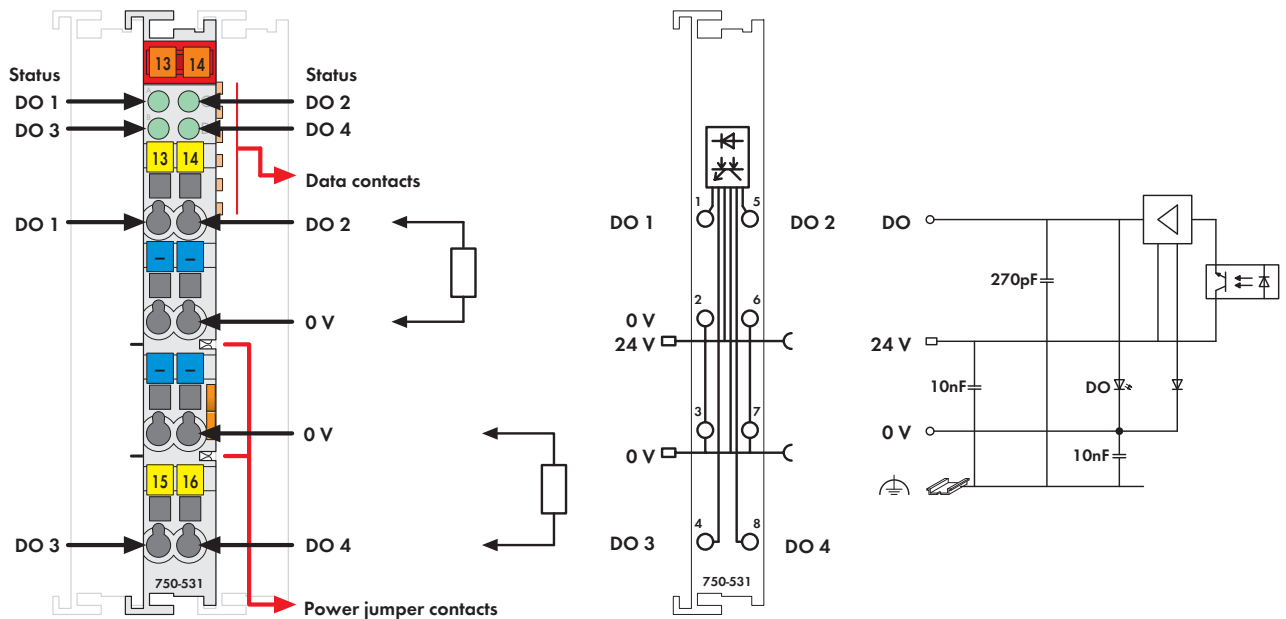 13 14
Status
Status
A
DO 1
DO 2
B
DO 3
DO 4
13 14
Data contacts
DO 1
DO 2
– –
0 V
– –
0 V
15 16
DO 3
DO 4
750-531
Power jumper contacts
1 5
DO 1
DO 2
2 6
0 V
24 V
3 7
0 V
4 8
DO 3
DO 4
750-531
DO
270pF
24 V
10nF
DO
0 V
10nF